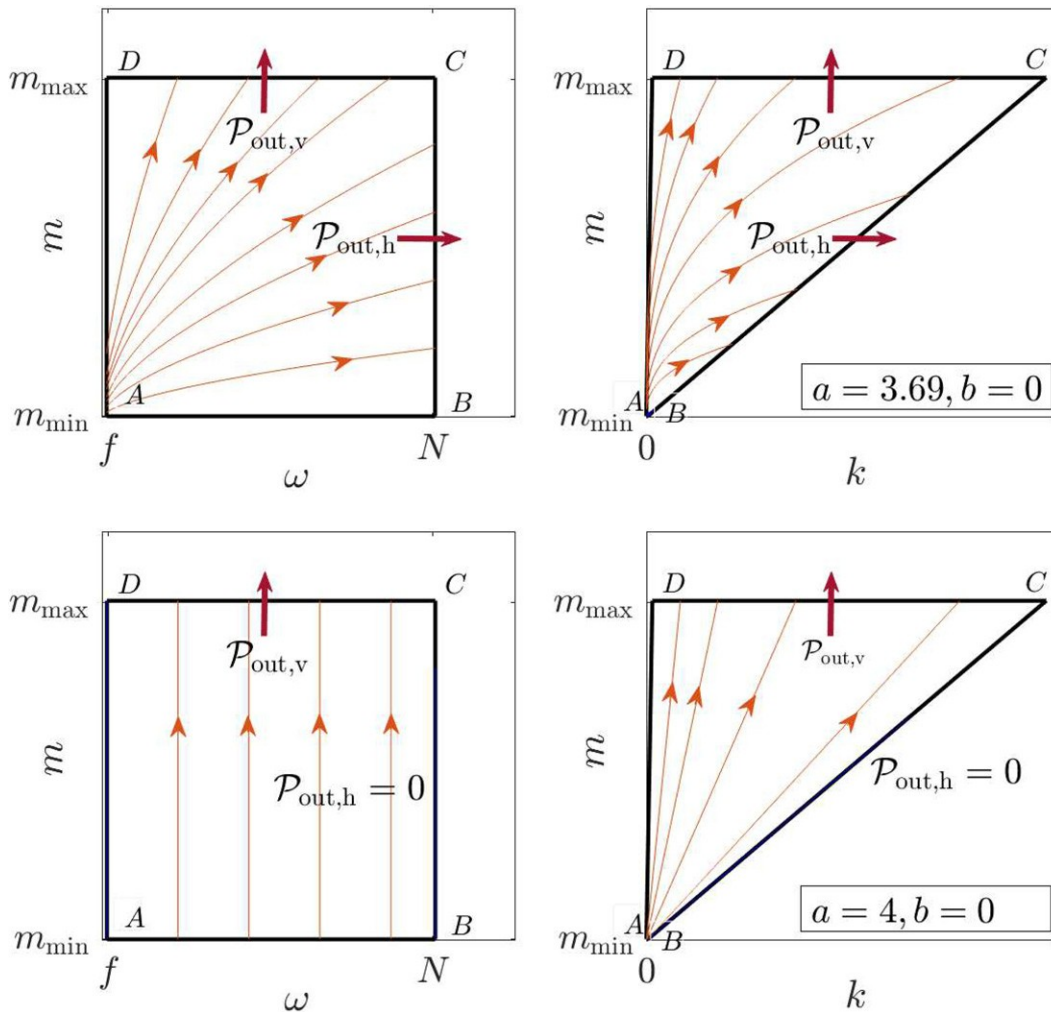 D
C
m_max
𝒫_out,v
m
𝒫_out,h
A
B
m_min
f
N
ω
D
C
m_max
𝒫_out,v
m
𝒫_out,h
a = 3.69, b = 0
A
B
m_min
0
k
D
C
m_max
𝒫_out,v
m
𝒫_out,h = 0
A
B
m_min
f
N
ω
D
C
m_max
𝒫_out,v
m
𝒫_out,h = 0
a = 4, b = 0
A
B
m_min
0
k